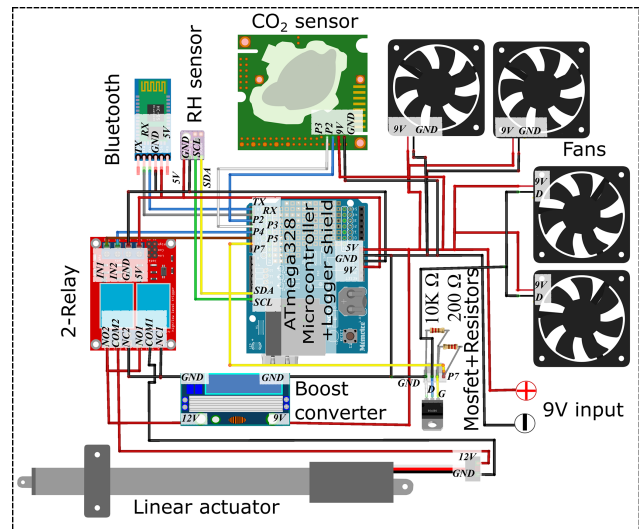 CO₂ sensor
RH sensor
Bluetooth
TX
RX
GND
5V
5V
GND
SCL
SDA
P3
P2
9V
GND
9V
GND
9V
GND
Fans
9V
D
9V
D
TX
RX
P2
P3
P4
P5
P7
SDA
SCL
5V
GND
9V
ATmega328
Microcontroller
+Logger shield
2-Relay
IN1
IN2
GND
5V
NO2
COM2
NC2
NO1
COM1
NC1
10K Ω
200 Ω
Mosfet+Resistors
GND
D
G
P7
GND
GND
12V
9V
Boost
converter
9V input
12V
GND
Linear actuator